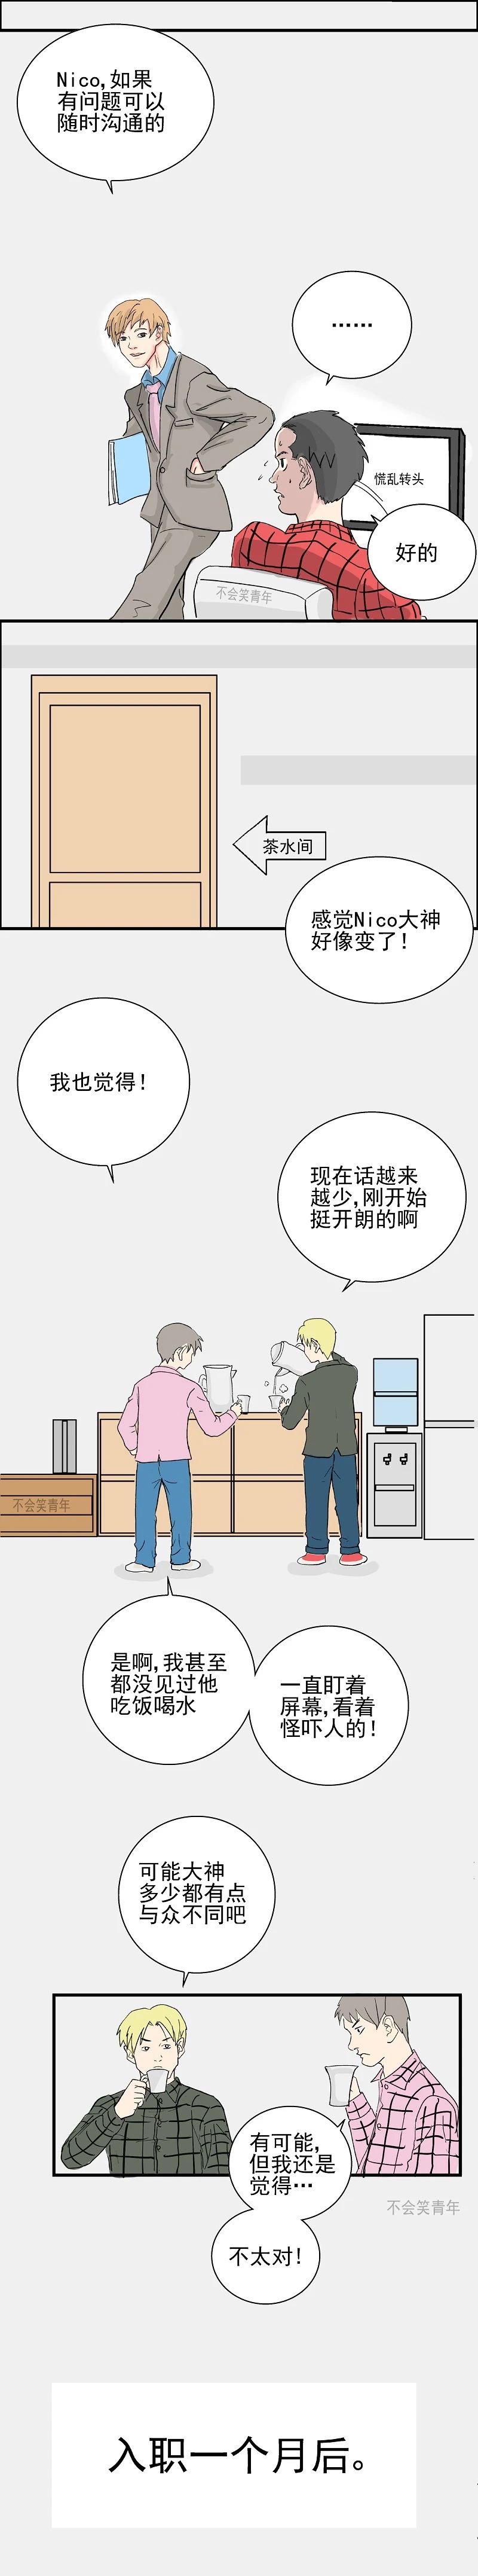 Nico,如果
有问题可以
随时沟通的
……
慌乱转头
好的
不会笑青年
茶水间
感觉Nico大神
好像变了!
我也觉得!
现在话越来
越少,刚开始
挺开朗的啊
不会笑青年
是啊,我甚至
都没见过他
吃饭喝水
一直盯着
屏幕,看着
怪吓人的!
可能大神
多少都有点
与众不同吧
有可能,
但我还是
觉得…
不会笑青年
不太对!
入职一个月后。